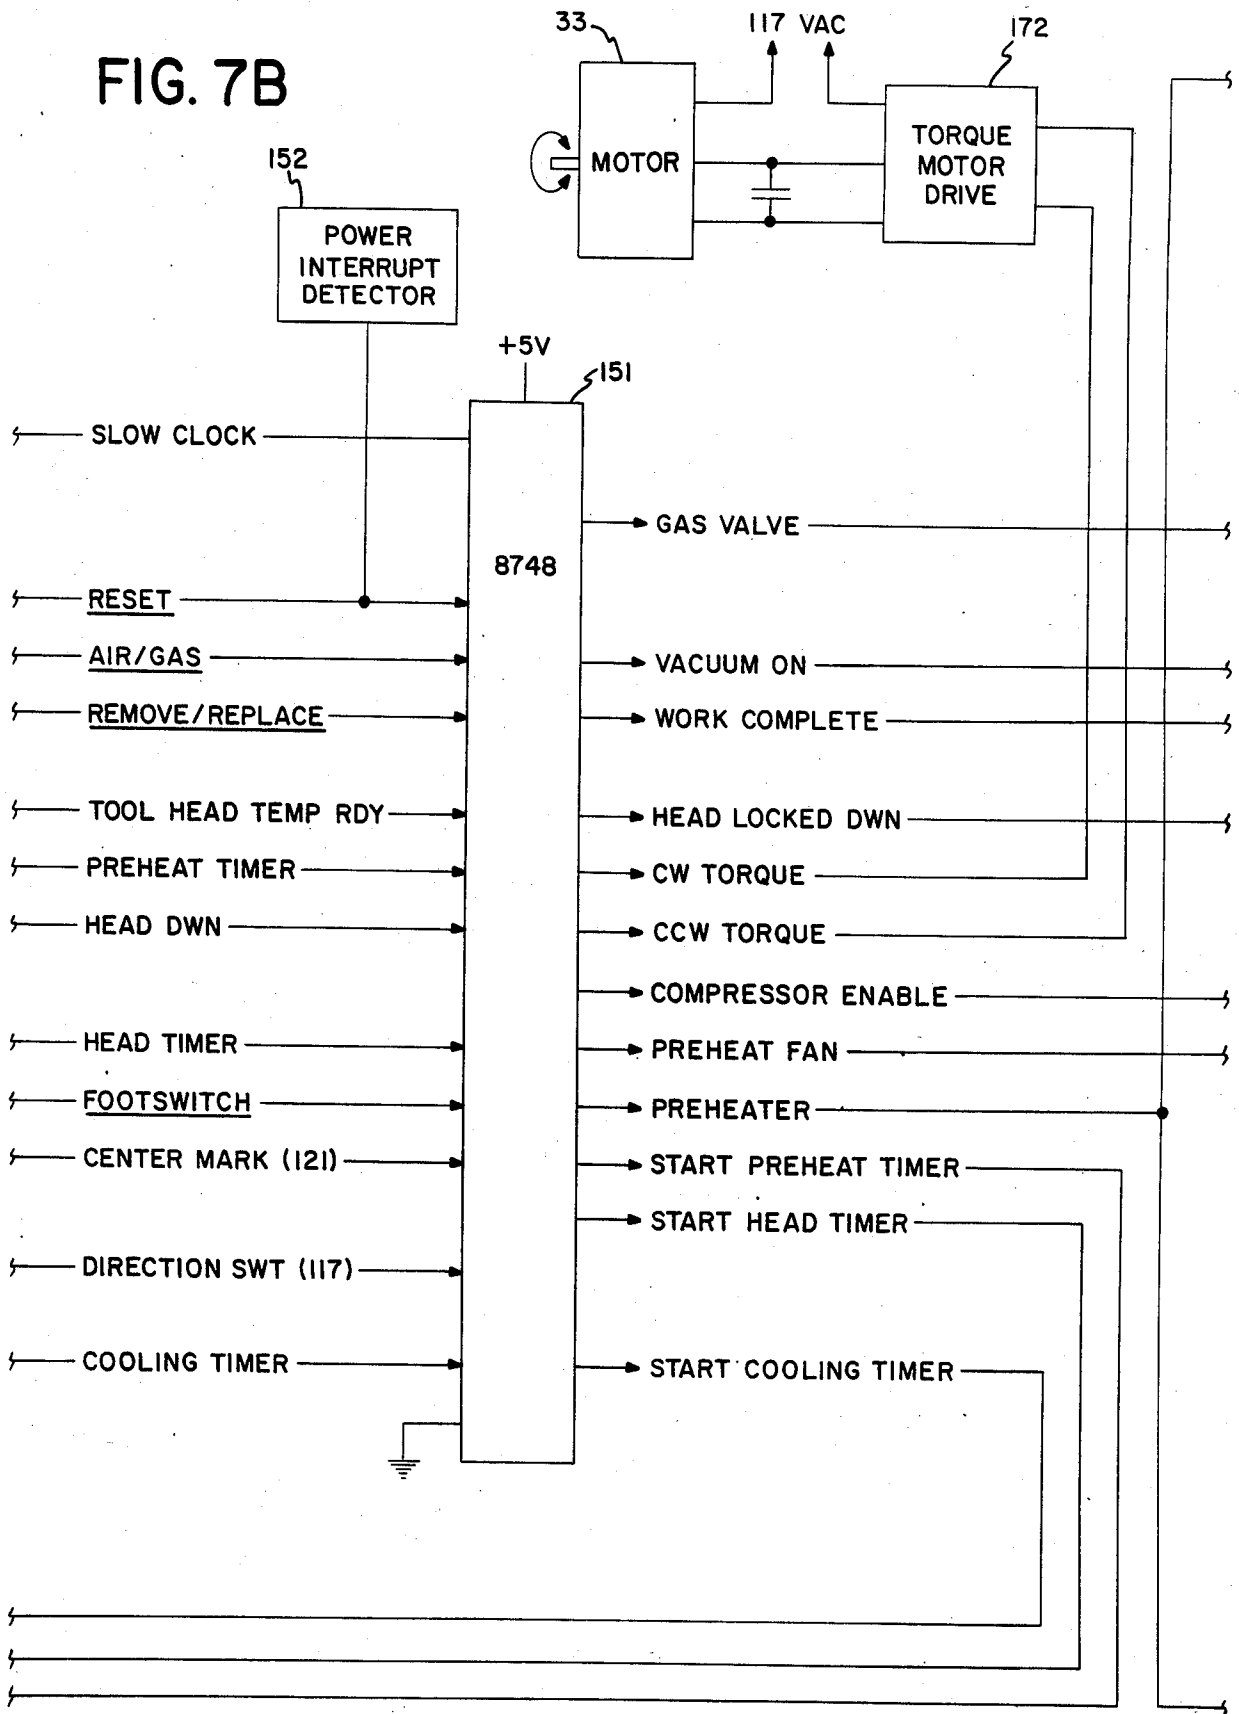 FIG. 7B
33
117 VAC
172
MOTOR
TORQUE
MOTOR
DRIVE
152
POWER
INTERRUPT
DETECTOR
+5V
151
8748
SLOW CLOCK
RESET
AIR/GAS
REMOVE/REPLACE
TOOL HEAD TEMP RDY
PREHEAT TIMER
HEAD DWN
HEAD TIMER
FOOTSWITCH
CENTER MARK (121)
DIRECTION SWT (117)
COOLING TIMER
GAS VALVE
VACUUM ON
WORK COMPLETE
HEAD LOCKED DWN
CW TORQUE
CCW TORQUE
COMPRESSOR ENABLE
PREHEAT FAN
PREHEATER
START PREHEAT TIMER
START HEAD TIMER
START COOLING TIMER